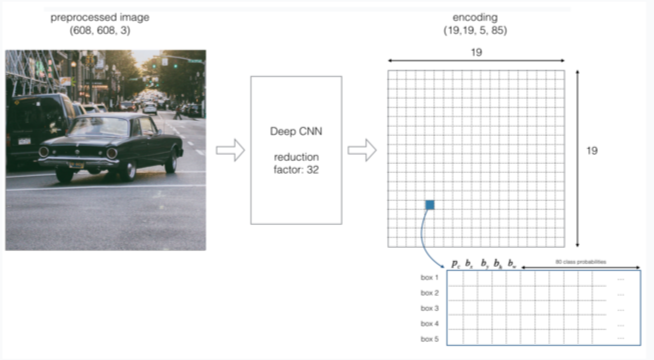 preprocessed image
(608, 608, 3)
encoding
(19,19, 5, 85)
19
Deep CNN
reduction
factor: 32
19
p_c b_x b_y b_h b_w 80 class probabilities
box 1 ...
box 2 ...
box 3 ...
box 4 ...
box 5 ...